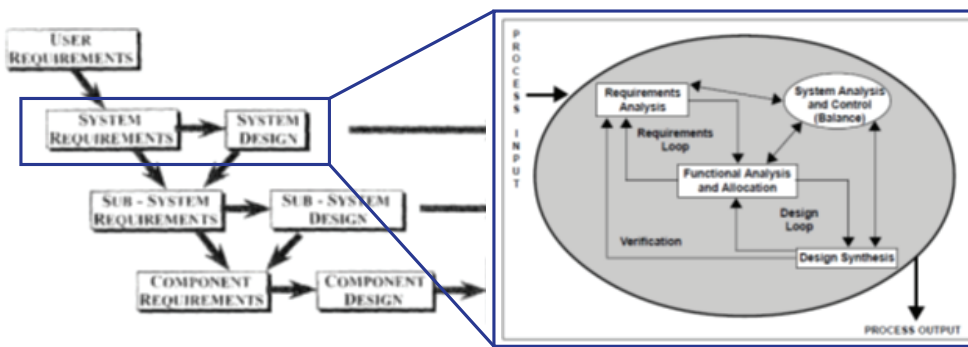 USER
REQUIREMENTS
SYSTEM
REQUIREMENTS
SYSTEM
DESIGN
SUB - SYSTEM
REQUIREMENTS
SUB - SYSTEM
DESIGN
COMPONENT
REQUIREMENTS
COMPONENT
DESIGN
PROCESS INPUT
Requirements
Analysis
System Analysis
and Control
(Balance)
Requirements
Loop
Functional Analysis
and Allocation
Design
Loop
Verification
Design Synthesis
PROCESS OUTPUT